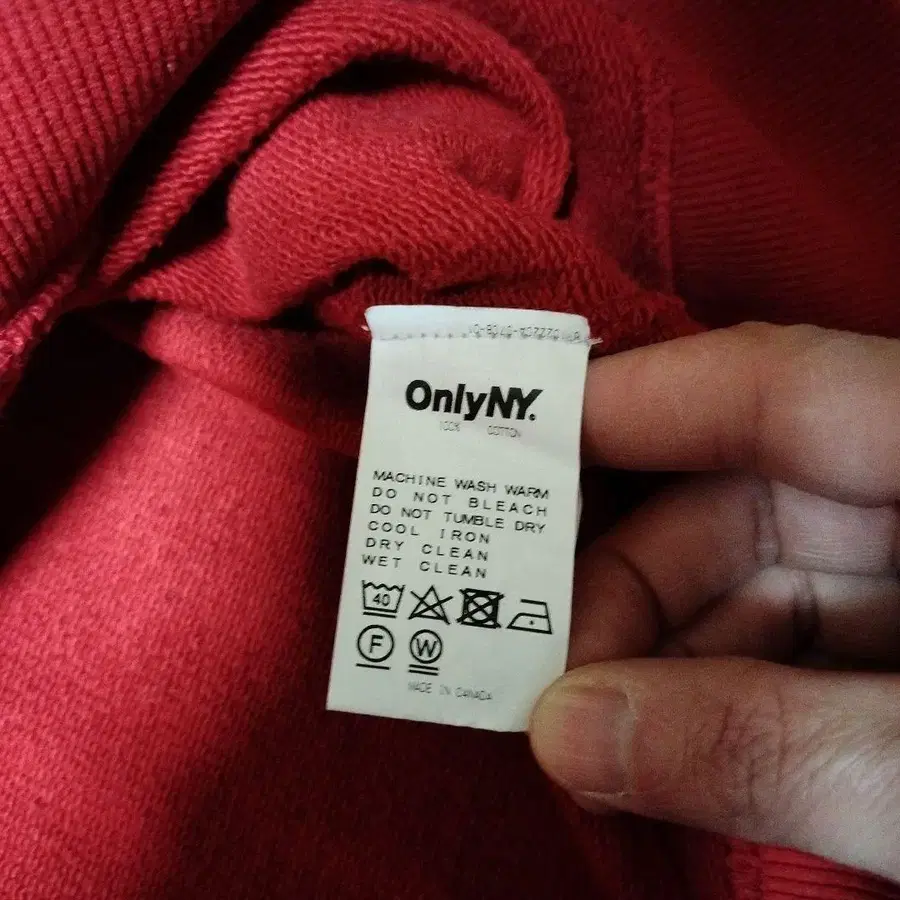 OnlyNY.
100% COTTON
MACHINE WASH WARM
DO NOT BLEACH
DO NOT TUMBLE DRY
COOL IRON
DRY CLEAN
WET CLEAN
40
F W
MADE IN CANADA